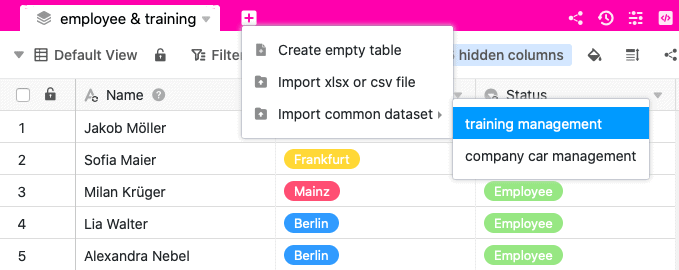 employee & training
Default View
Filter
hidden columns
Create empty table
Import xlsx or csv file
Import common dataset
training management
company car management
Name
Status
1 Jakob Möller
2 Sofia Maier Frankfurt
3 Milan Krüger Mainz Employee
4 Lia Walter Berlin Employee
5 Alexandra Nebel Berlin Employee